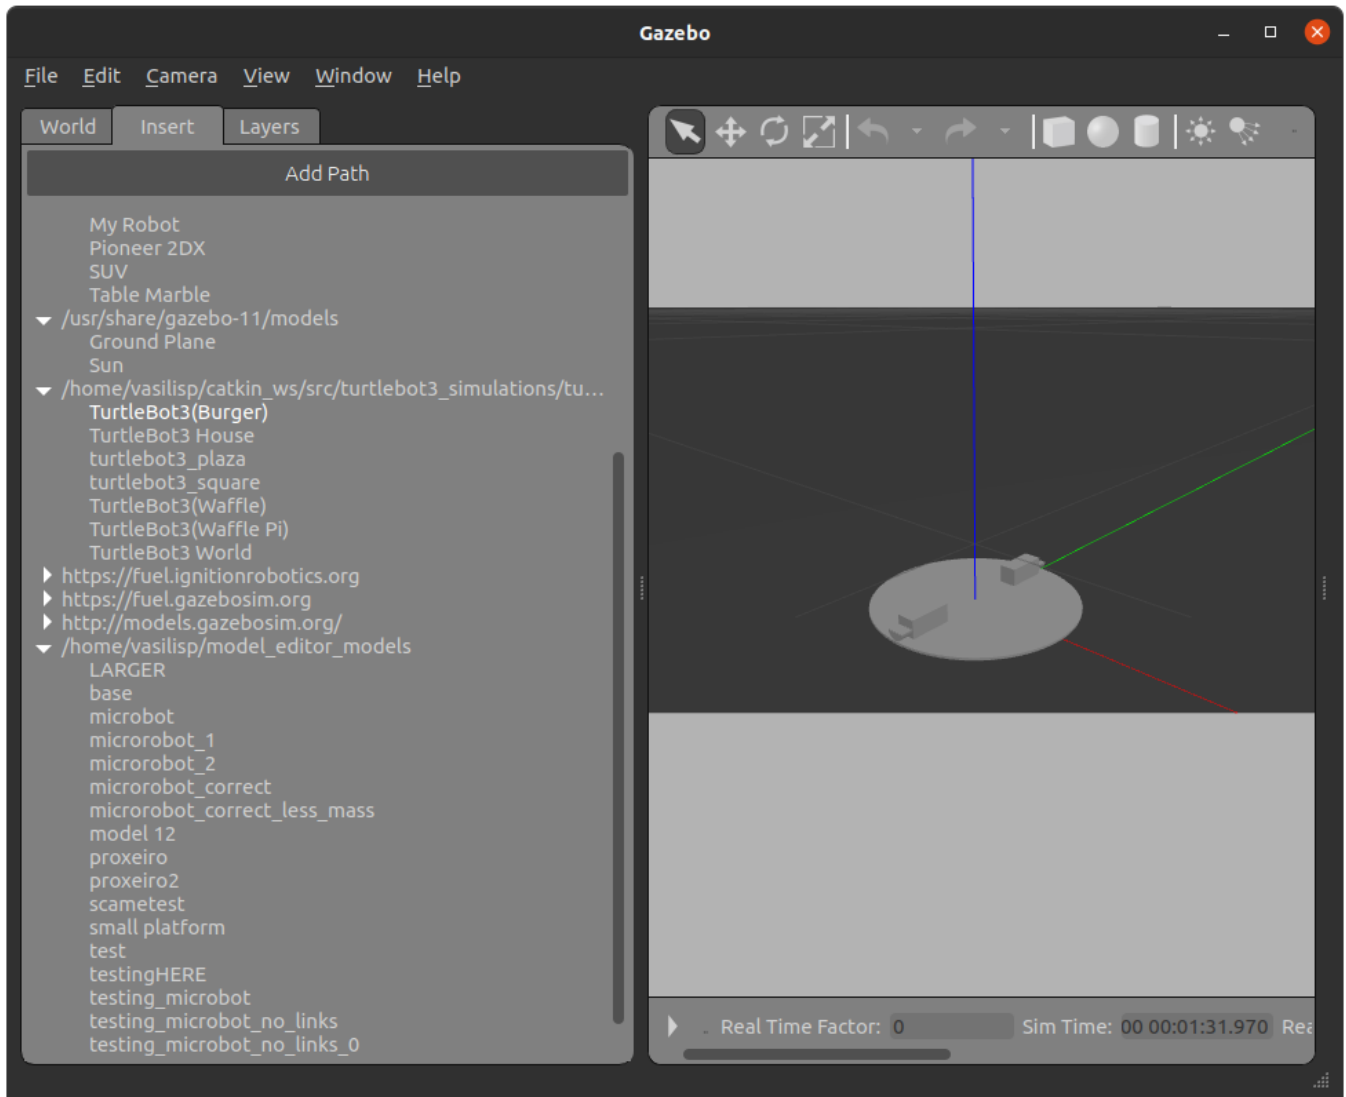 Gazebo
File Edit Camera View Window Help
World Insert Layers
Add Path
My Robot
Pioneer 2DX
SUV
Table Marble
/usr/share/gazebo-11/models
Ground Plane
Sun
/home/vasilisp/catkin_ws/src/turtlebot3_simulations/tu...
TurtleBot3(Burger)
TurtleBot3 House
turtlebot3_plaza
turtlebot3_square
TurtleBot3(Waffle)
TurtleBot3(Waffle Pi)
TurtleBot3 World
https://fuel.ignitionrobotics.org
https://fuel.gazebosim.org
http://models.gazebosim.org/
/home/vasilisp/model_editor_models
LARGER
base
microbot
microrobot_1
microrobot_2
microrobot_correct
microrobot_correct_less_mass
model 12
proxeiro
proxeiro2
scametest
small platform
test
testingHERE
testing_microbot
testing_microbot_no_links
testing_microbot_no_links_0
Real Time Factor: 0 Sim Time: 00 00:01:31.970 Rea